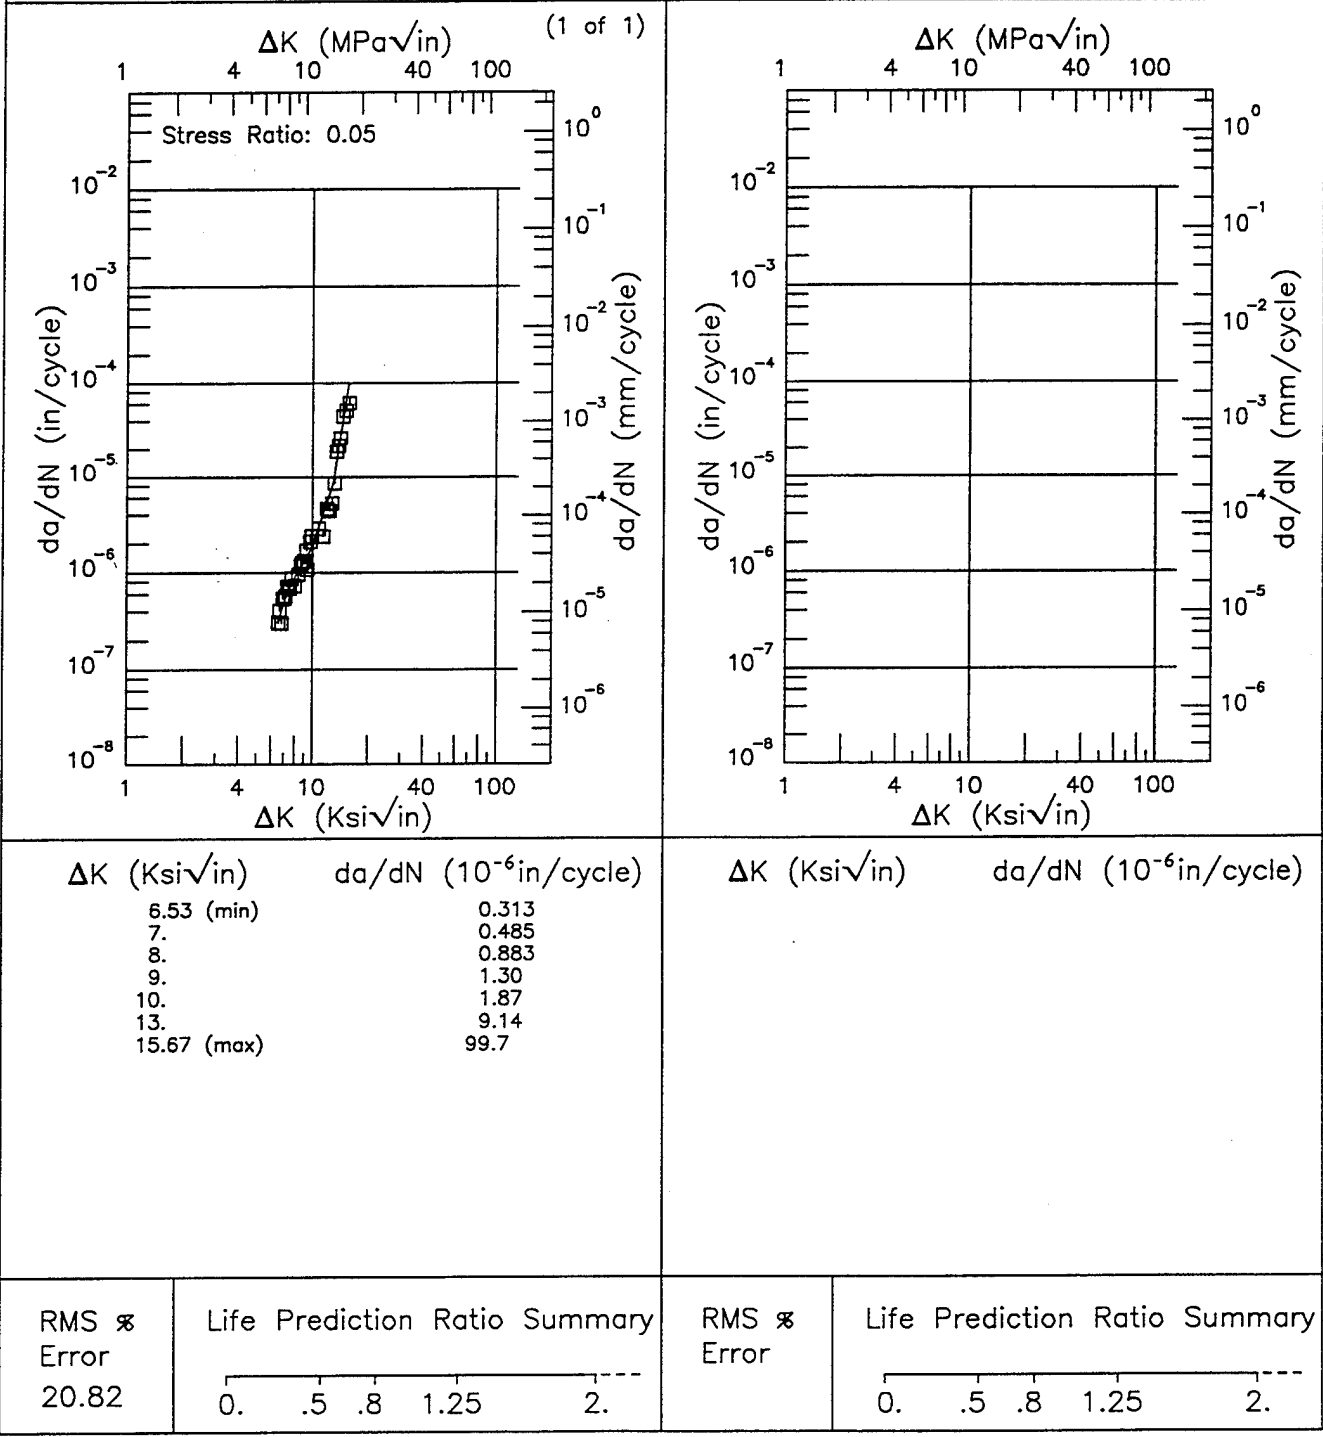 (1 of 1)
ΔK (MPa√in)
1 4 10 40 100
Stress Ratio: 0.05
10⁰
10⁻¹
10⁻²
10⁻³
10⁻⁴
10⁻⁵
10⁻⁶
da/dN (mm/cycle)
10⁻²
10⁻³
10⁻⁴
10⁻⁵
10⁻⁶
10⁻⁷
10⁻⁸
da/dN (in/cycle)
1 4 10 40 100
ΔK (Ksi√in)
ΔK (MPa√in)
1 4 10 40 100
10⁰
10⁻¹
10⁻²
10⁻³
10⁻⁴
10⁻⁵
10⁻⁶
da/dN (mm/cycle)
10⁻²
10⁻³
10⁻⁴
10⁻⁵
10⁻⁶
10⁻⁷
10⁻⁸
da/dN (in/cycle)
1 4 10 40 100
ΔK (Ksi√in)
ΔK (Ksi√in) da/dN (10⁻⁶in/cycle)
6.53 (min) 0.313
7. 0.485
8. 0.883
9. 1.30
10. 1.87
13. 9.14
15.67 (max) 99.7
ΔK (Ksi√in) da/dN (10⁻⁶in/cycle)
RMS %
Error
20.82
Life Prediction Ratio Summary
0. .5 .8 1.25 2.
RMS %
Error
Life Prediction Ratio Summary
0. .5 .8 1.25 2.